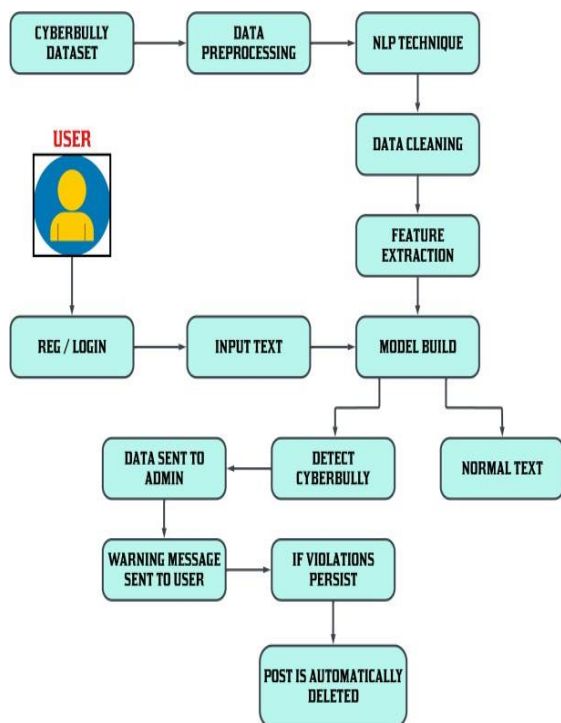 CYBERBULLY
DATASET
DATA
PREPROCESSING
NLP TECHNIQUE
DATA CLEANING
USER
FEATURE
EXTRACTION
REG / LOGIN
INPUT TEXT
MODEL BUILD
DATA SENT TO
ADMIN
DETECT
CYBERBULLY
NORMAL TEXT
WARNING MESSAGE
SENT TO USER
IF VIOLATIONS
PERSIST
POST IS AUTOMATICALLY
DELETED